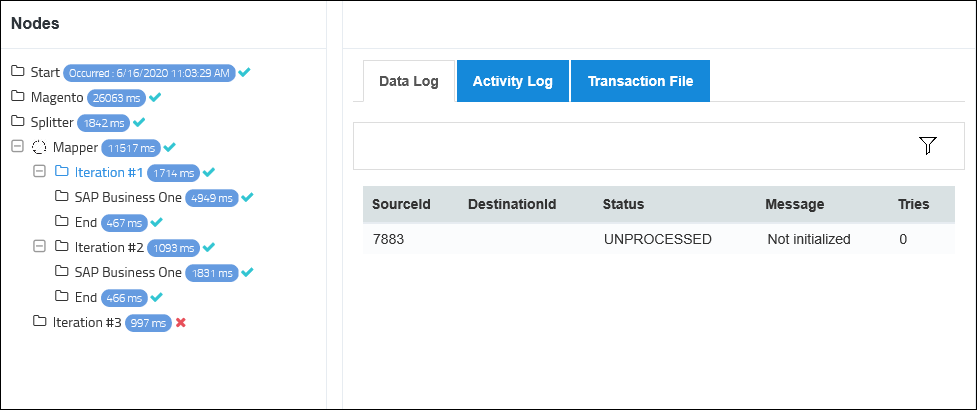 Nodes
Start Occurred : 6/16/2020 11:03:29 AM
Magento 26063 ms
Splitter 1842 ms
Mapper 11517 ms
Iteration #1 1714 ms
SAP Business One 4949 ms
End 467 ms
Iteration #2 1093 ms
SAP Business One 1831 ms
End 466 ms
Iteration #3 997 ms
Data Log Activity Log Transaction File
SourceId DestinationId Status Message Tries
7883 UNPROCESSED Not initialized 0